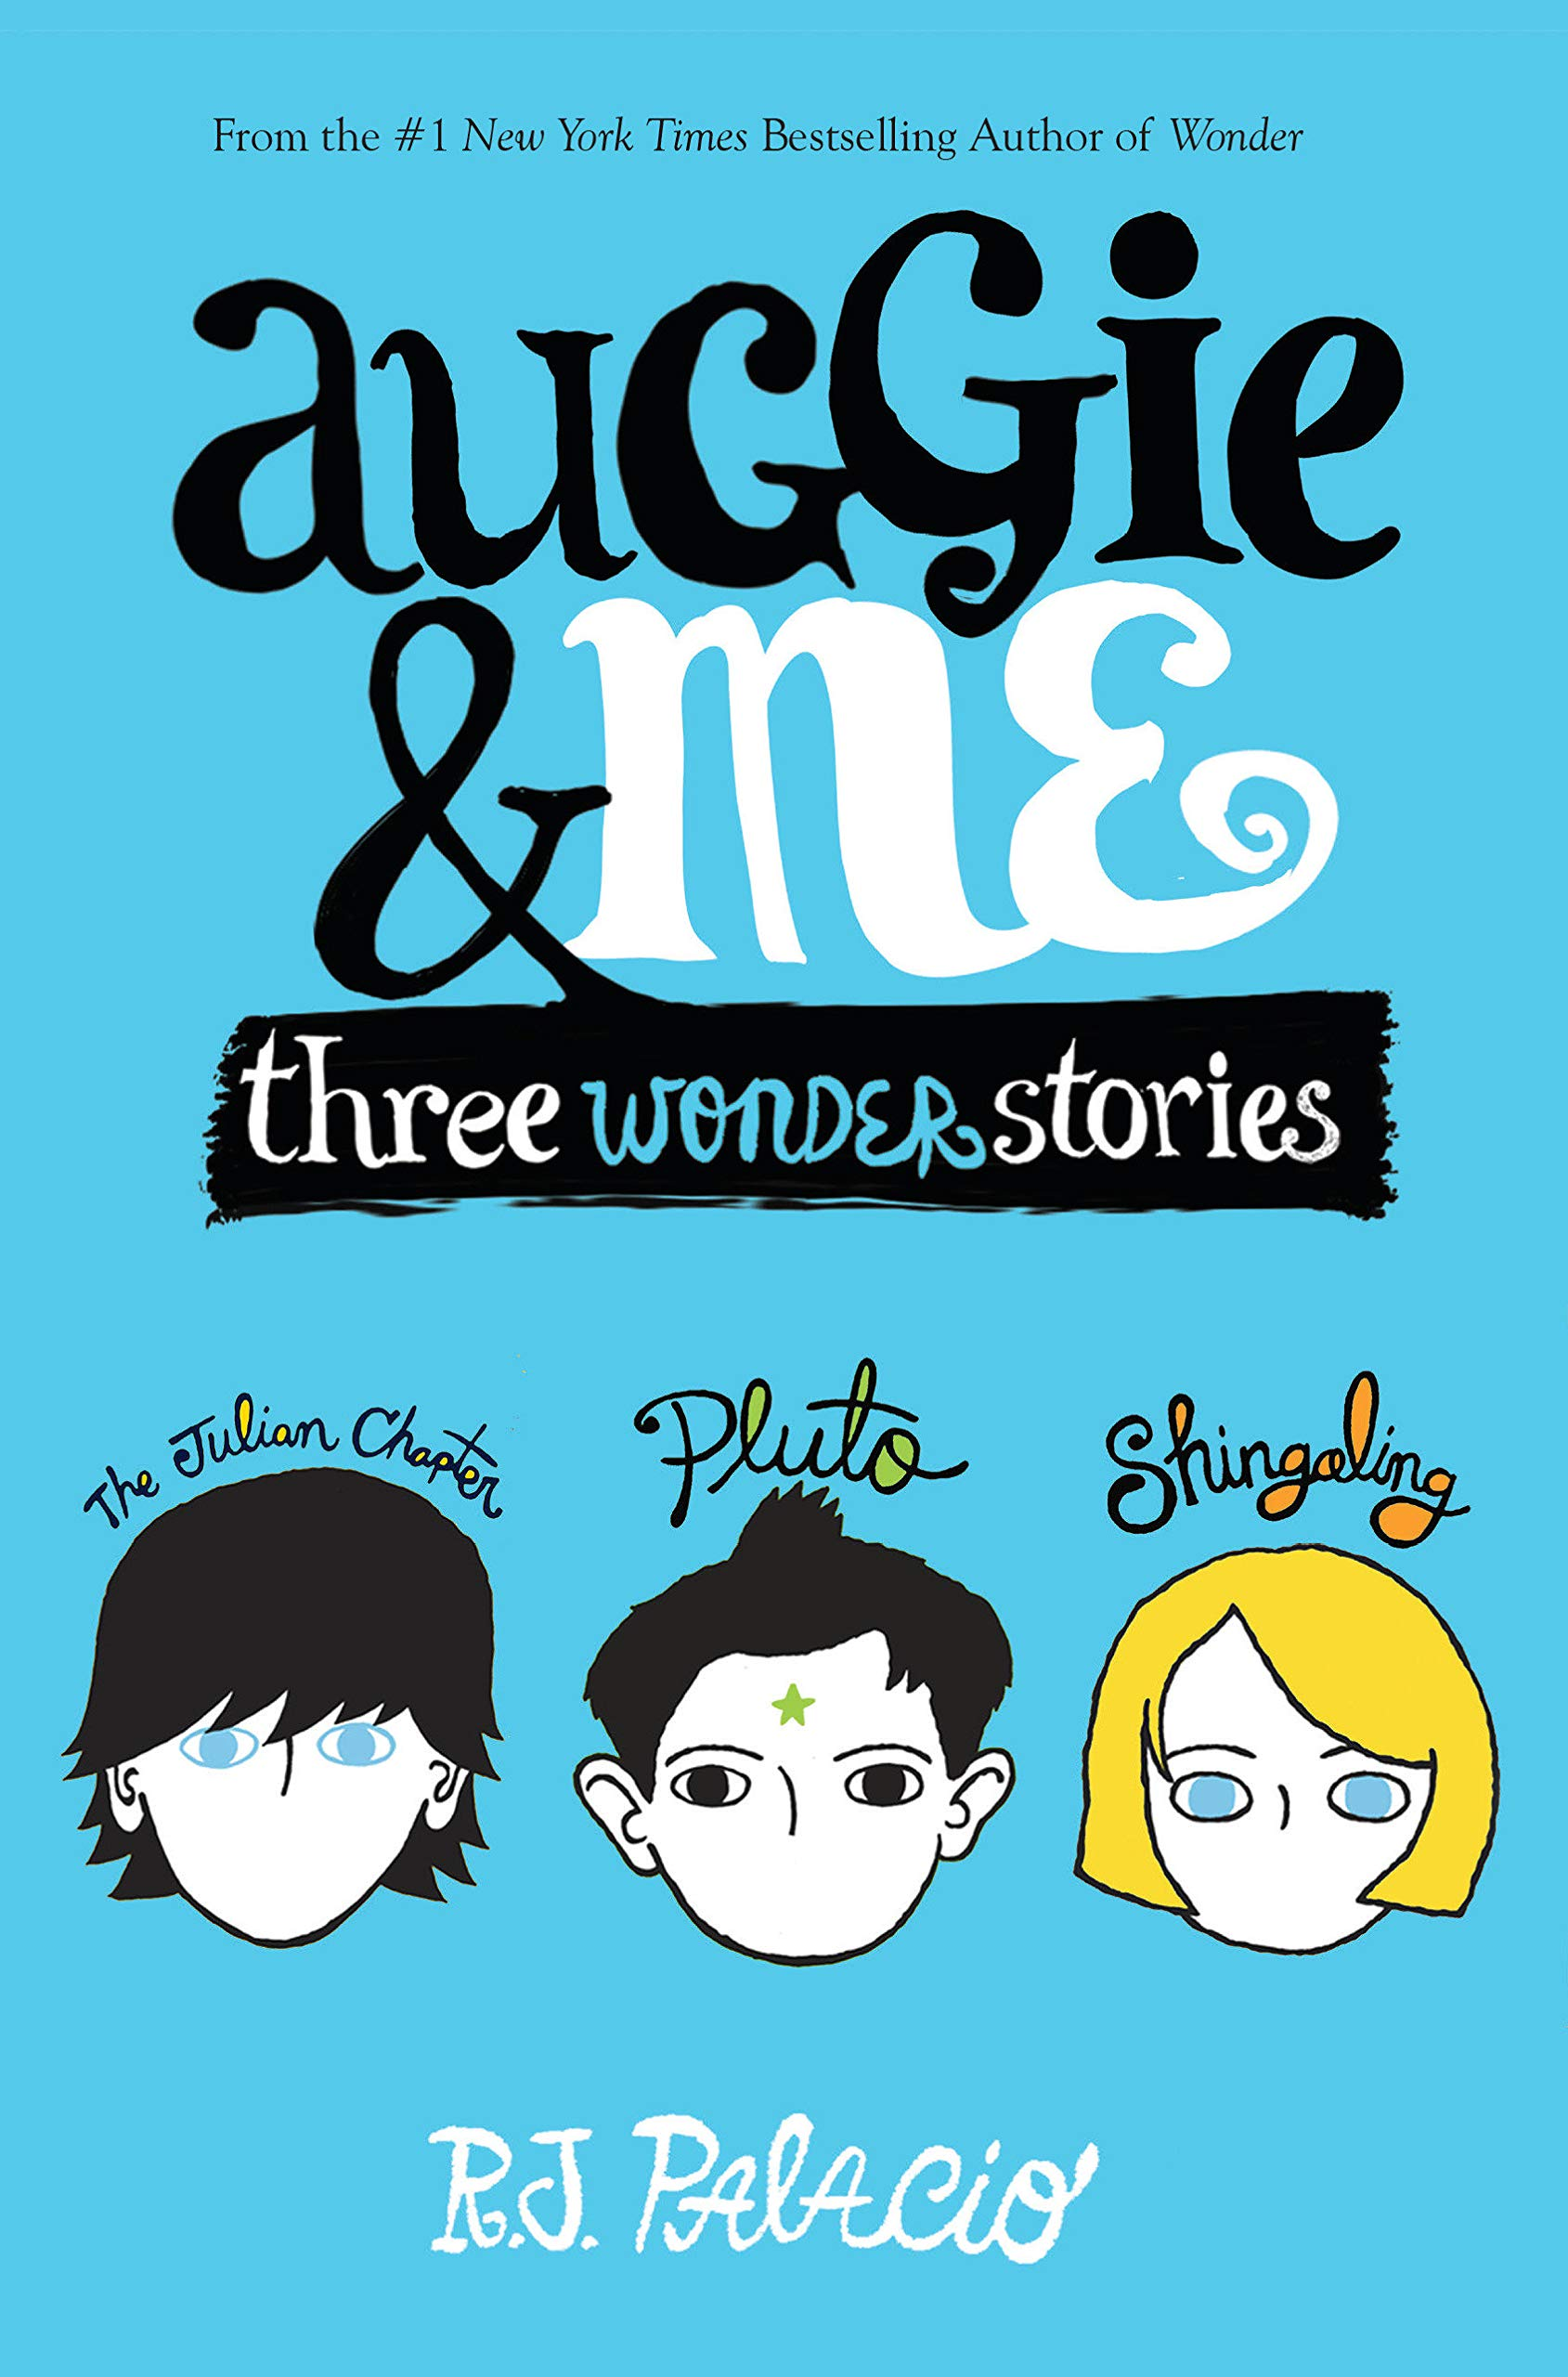 From the #1 New York Times Bestselling Author of Wonder
auGGie
& ME
three WONDER stories
The Julian Chapter
Pluto
Shingaling
R.J. PALACIO